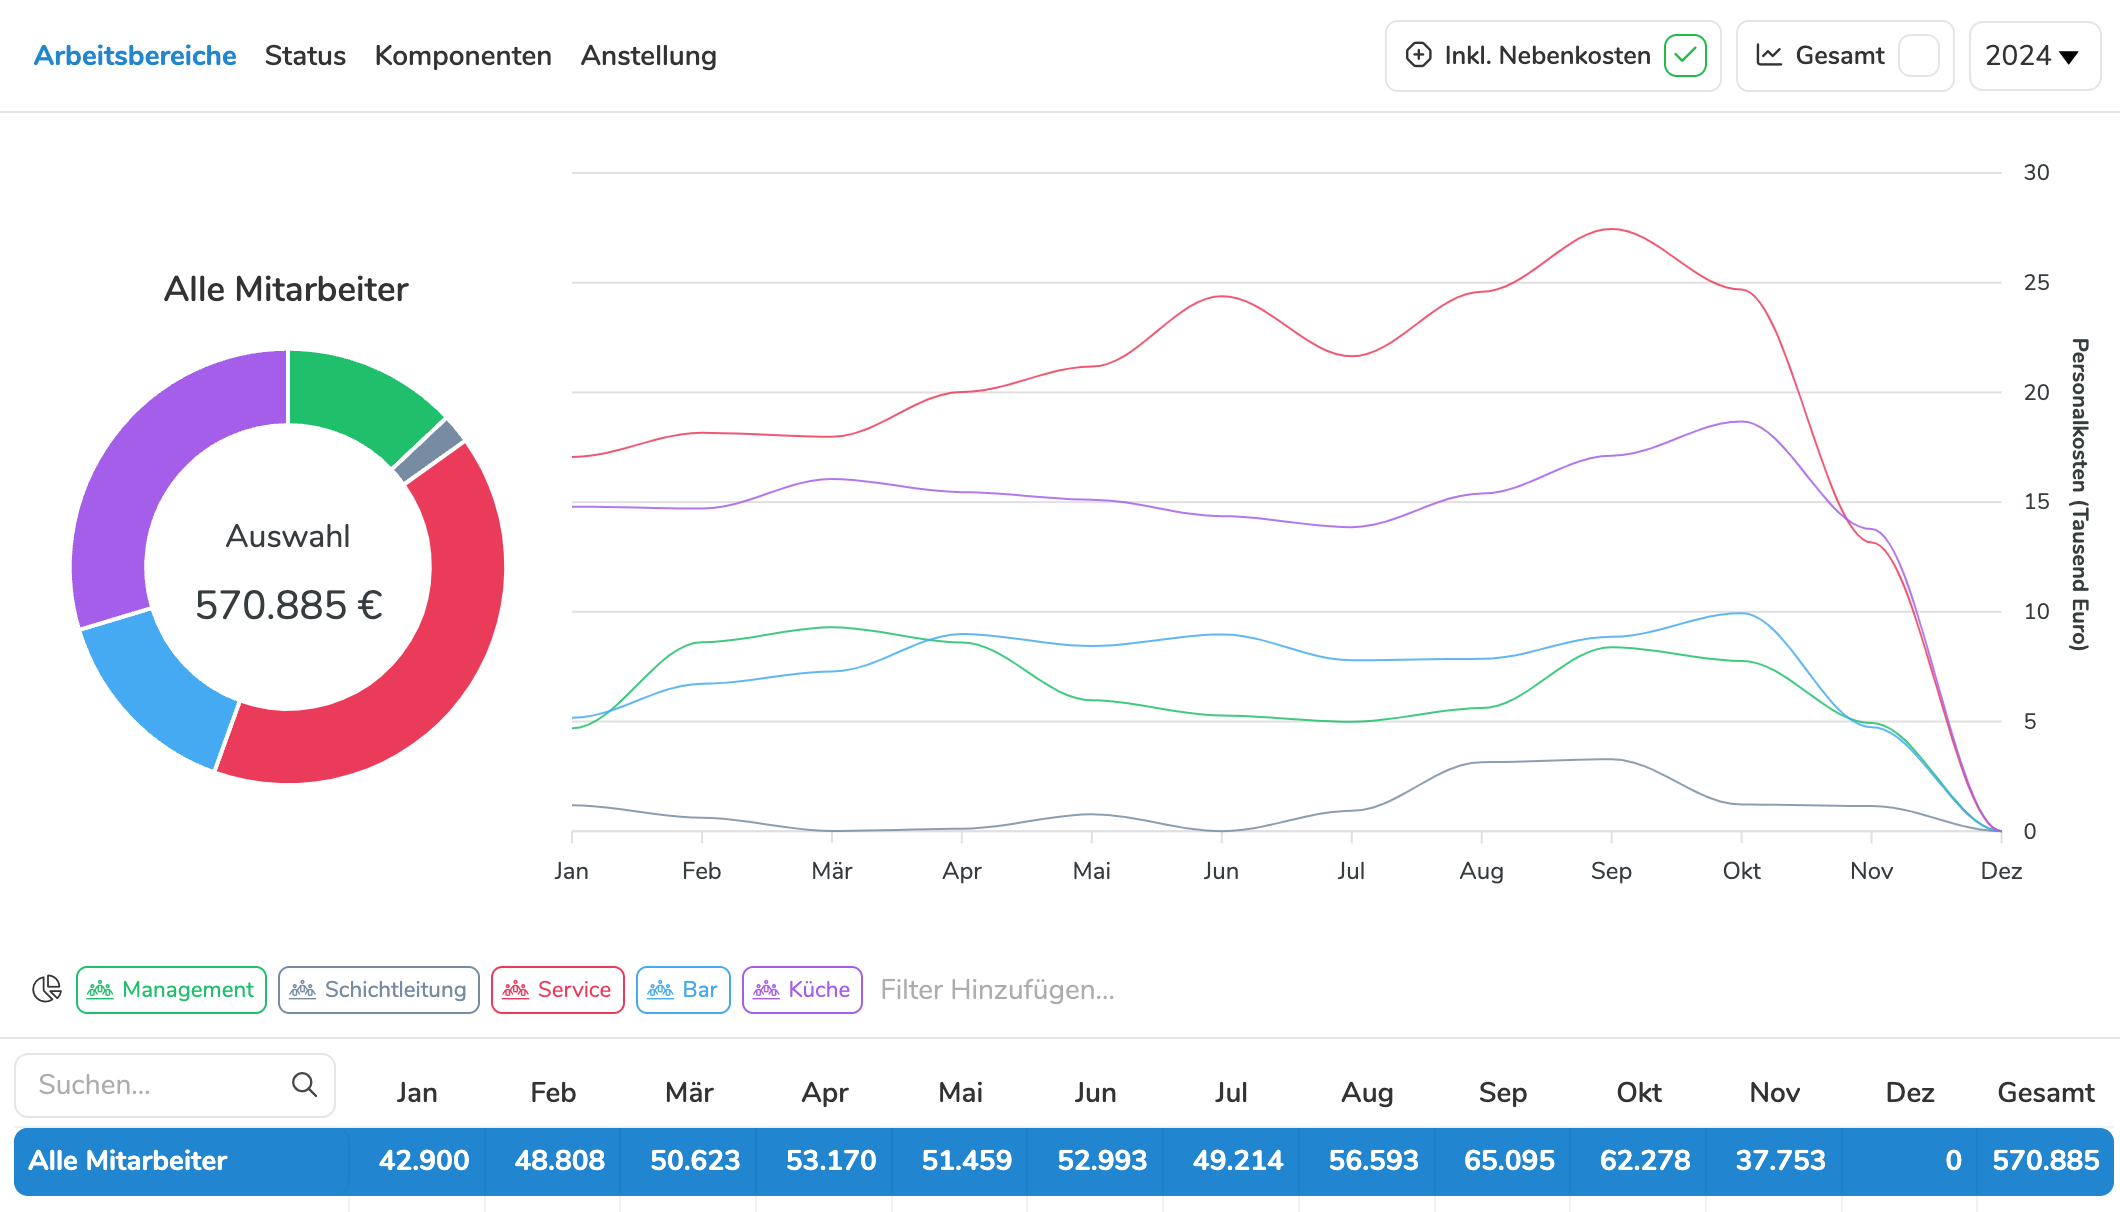 Arbeitsbereiche Status Komponenten Anstellung Inkl. Nebenkosten Gesamt 2024
30
25
20
15
10
5
0
Personalkosten (Tausend Euro)
Alle Mitarbeiter
Auswahl
570.885 €
Jan Feb Mär Apr Mai Jun Jul Aug Sep Okt Nov Dez
Management Schichtleitung Service Bar Küche Filter Hinzufügen...
Suchen... Jan Feb Mär Apr Mai Jun Jul Aug Sep Okt Nov Dez Gesamt
Alle Mitarbeiter 42.900 48.808 50.623 53.170 51.459 52.993 49.214 56.593 65.095 62.278 37.753 0 570.885